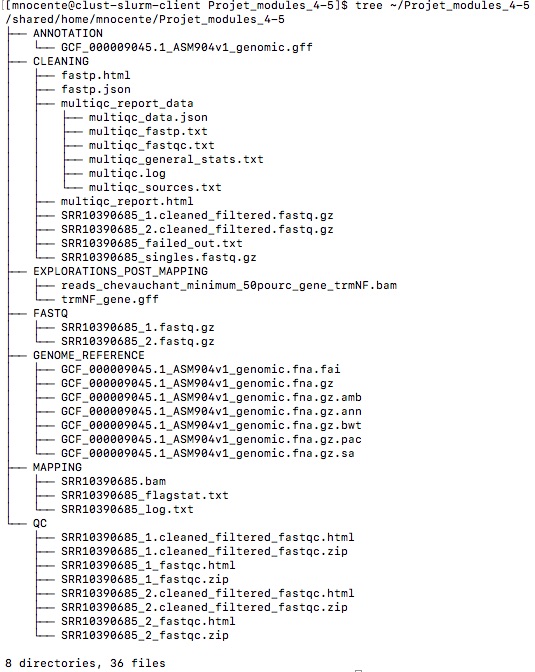 [[mnocente@clust-slurm-client Projet_modules_4-5]$ tree ~/Projet_modules_4-5
/shared/home/mnocente/Projet_modules_4-5
├── ANNOTATION
│   └── GCF_000009045.1_ASM904v1_genomic.gff
├── CLEANING
│   ├── fastp.html
│   ├── fastp.json
│   ├── multiqc_report_data
│   │   ├── multiqc_data.json
│   │   ├── multiqc_fastp.txt
│   │   ├── multiqc_fastqc.txt
│   │   ├── multiqc_general_stats.txt
│   │   ├── multiqc.log
│   │   └── multiqc_sources.txt
│   ├── multiqc_report.html
│   ├── SRR10390685_1.cleaned_filtered.fastq.gz
│   ├── SRR10390685_2.cleaned_filtered.fastq.gz
│   ├── SRR10390685_failed_out.txt
│   └── SRR10390685_singles.fastq.gz
├── EXPLORATIONS_POST_MAPPING
│   ├── reads_chevauchant_minimum_50pourc_gene_trmNF.bam
│   └── trmNF_gene.gff
├── FASTQ
│   ├── SRR10390685_1.fastq.gz
│   └── SRR10390685_2.fastq.gz
├── GENOME_REFERENCE
│   ├── GCF_000009045.1_ASM904v1_genomic.fna.fai
│   ├── GCF_000009045.1_ASM904v1_genomic.fna.gz
│   ├── GCF_000009045.1_ASM904v1_genomic.fna.gz.amb
│   ├── GCF_000009045.1_ASM904v1_genomic.fna.gz.ann
│   ├── GCF_000009045.1_ASM904v1_genomic.fna.gz.bwt
│   ├── GCF_000009045.1_ASM904v1_genomic.fna.gz.pac
│   └── GCF_000009045.1_ASM904v1_genomic.fna.gz.sa
├── MAPPING
│   ├── SRR10390685.bam
│   ├── SRR10390685_flagstat.txt
│   └── SRR10390685_log.txt
└── QC
    ├── SRR10390685_1.cleaned_filtered_fastqc.html
    ├── SRR10390685_1.cleaned_filtered_fastqc.zip
    ├── SRR10390685_1_fastqc.html
    ├── SRR10390685_1_fastqc.zip
    ├── SRR10390685_2.cleaned_filtered_fastqc.html
    ├── SRR10390685_2.cleaned_filtered_fastqc.zip
    ├── SRR10390685_2_fastqc.html
    └── SRR10390685_2_fastqc.zip

8 directories, 36 files